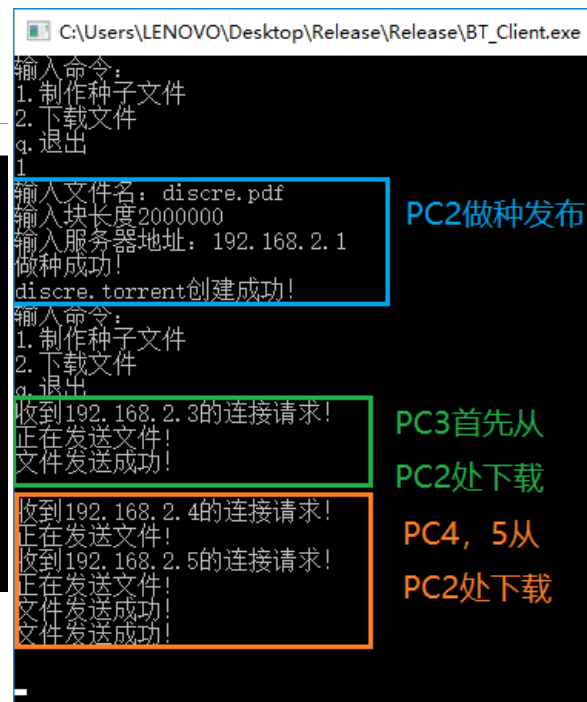 C:\Users\LENOVO\Desktop\Release\Release\BT_Client.exe
输入命令：
1.制作种子文件
2.下载文件
q.退出
1
输入文件名：discre.pdf
输入块长度2000000
输入服务器地址：192.168.2.1
做种成功！
discre.torrent创建成功！
PC2做种发布
输入命令：
1.制作种子文件
2.下载文件
q.退出
收到192.168.2.3的连接请求！
正在发送文件！
文件发送成功！
PC3首先从
PC2处下载
收到192.168.2.4的连接请求！
正在发送文件！
收到192.168.2.5的连接请求！
正在发送文件！
文件发送成功！
文件发送成功！
PC4，5从
PC2处下载